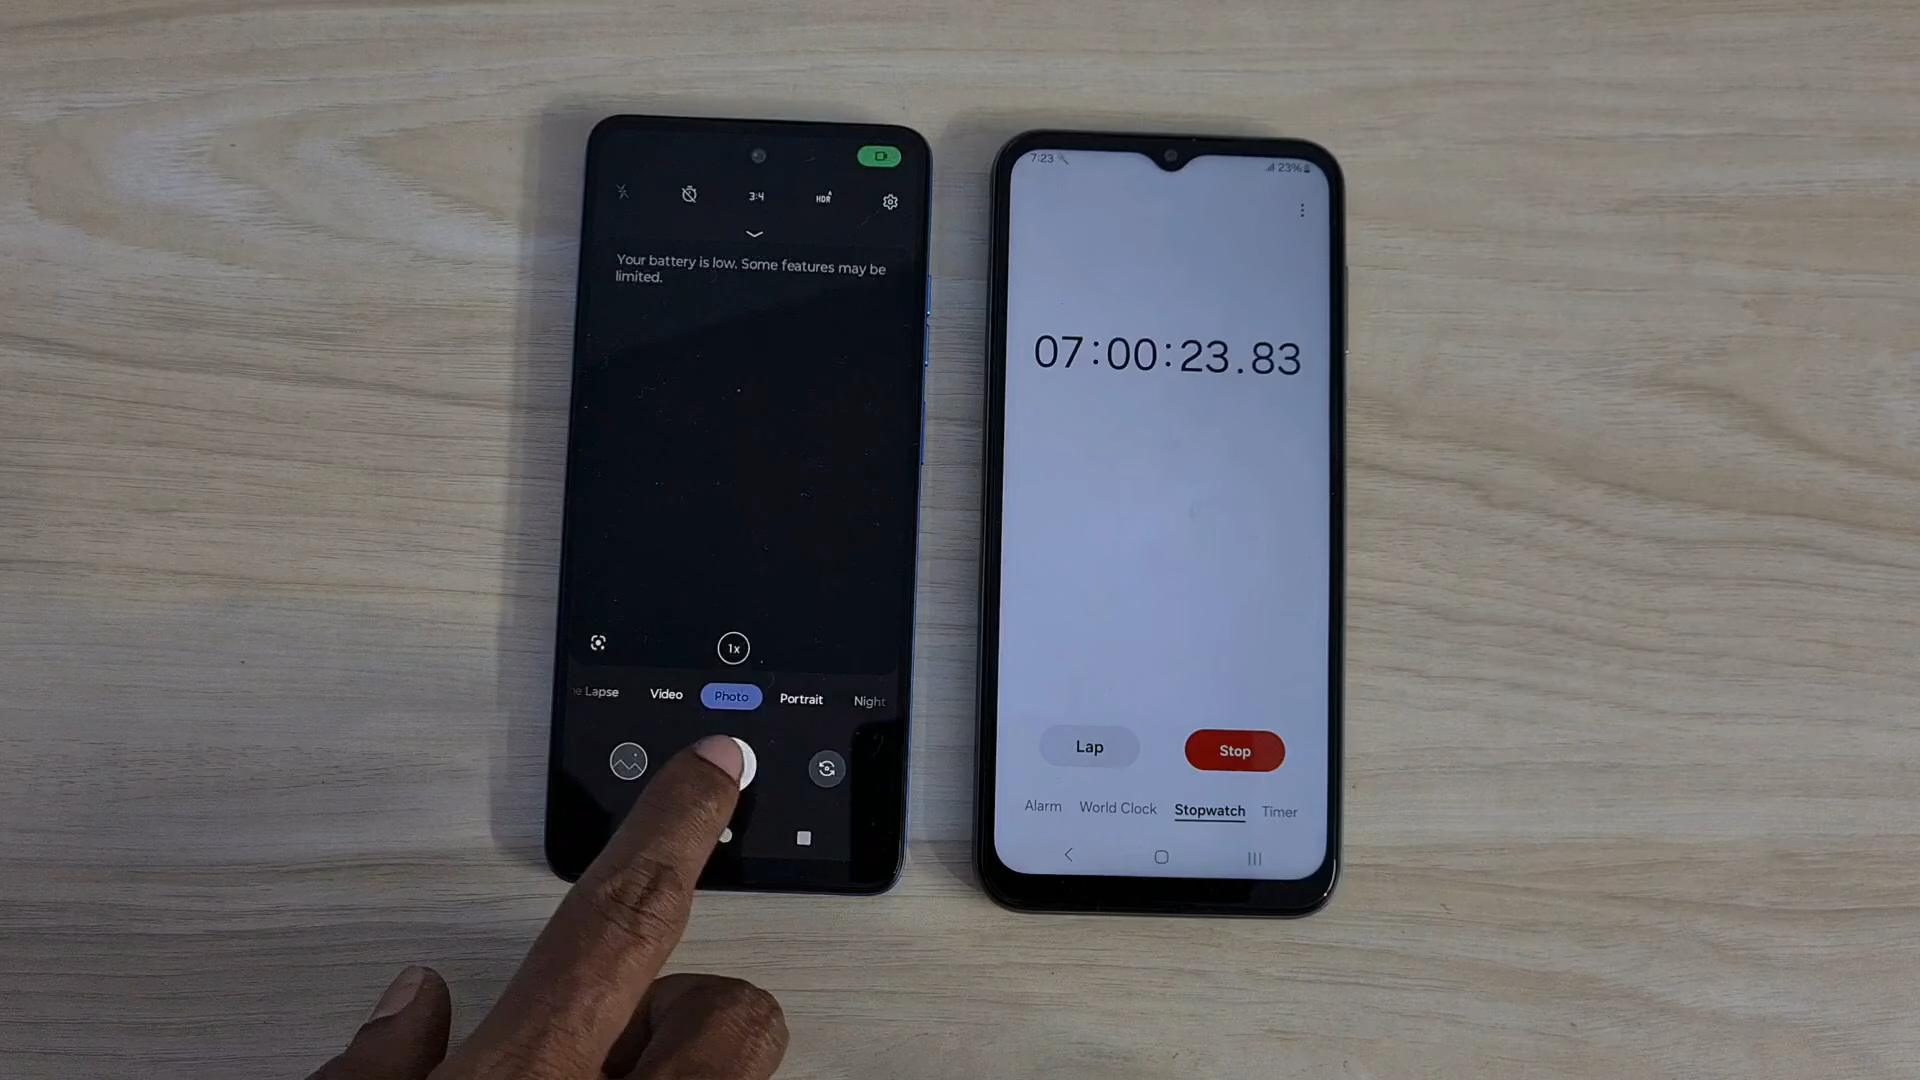 3:4
HDR A
Your battery is low. Some features may be
limited.
1x
e Lapse Video Photo Portrait Night
7:23
23%
07:00:23.83
Lap Stop
Alarm World Clock Stopwatch Timer